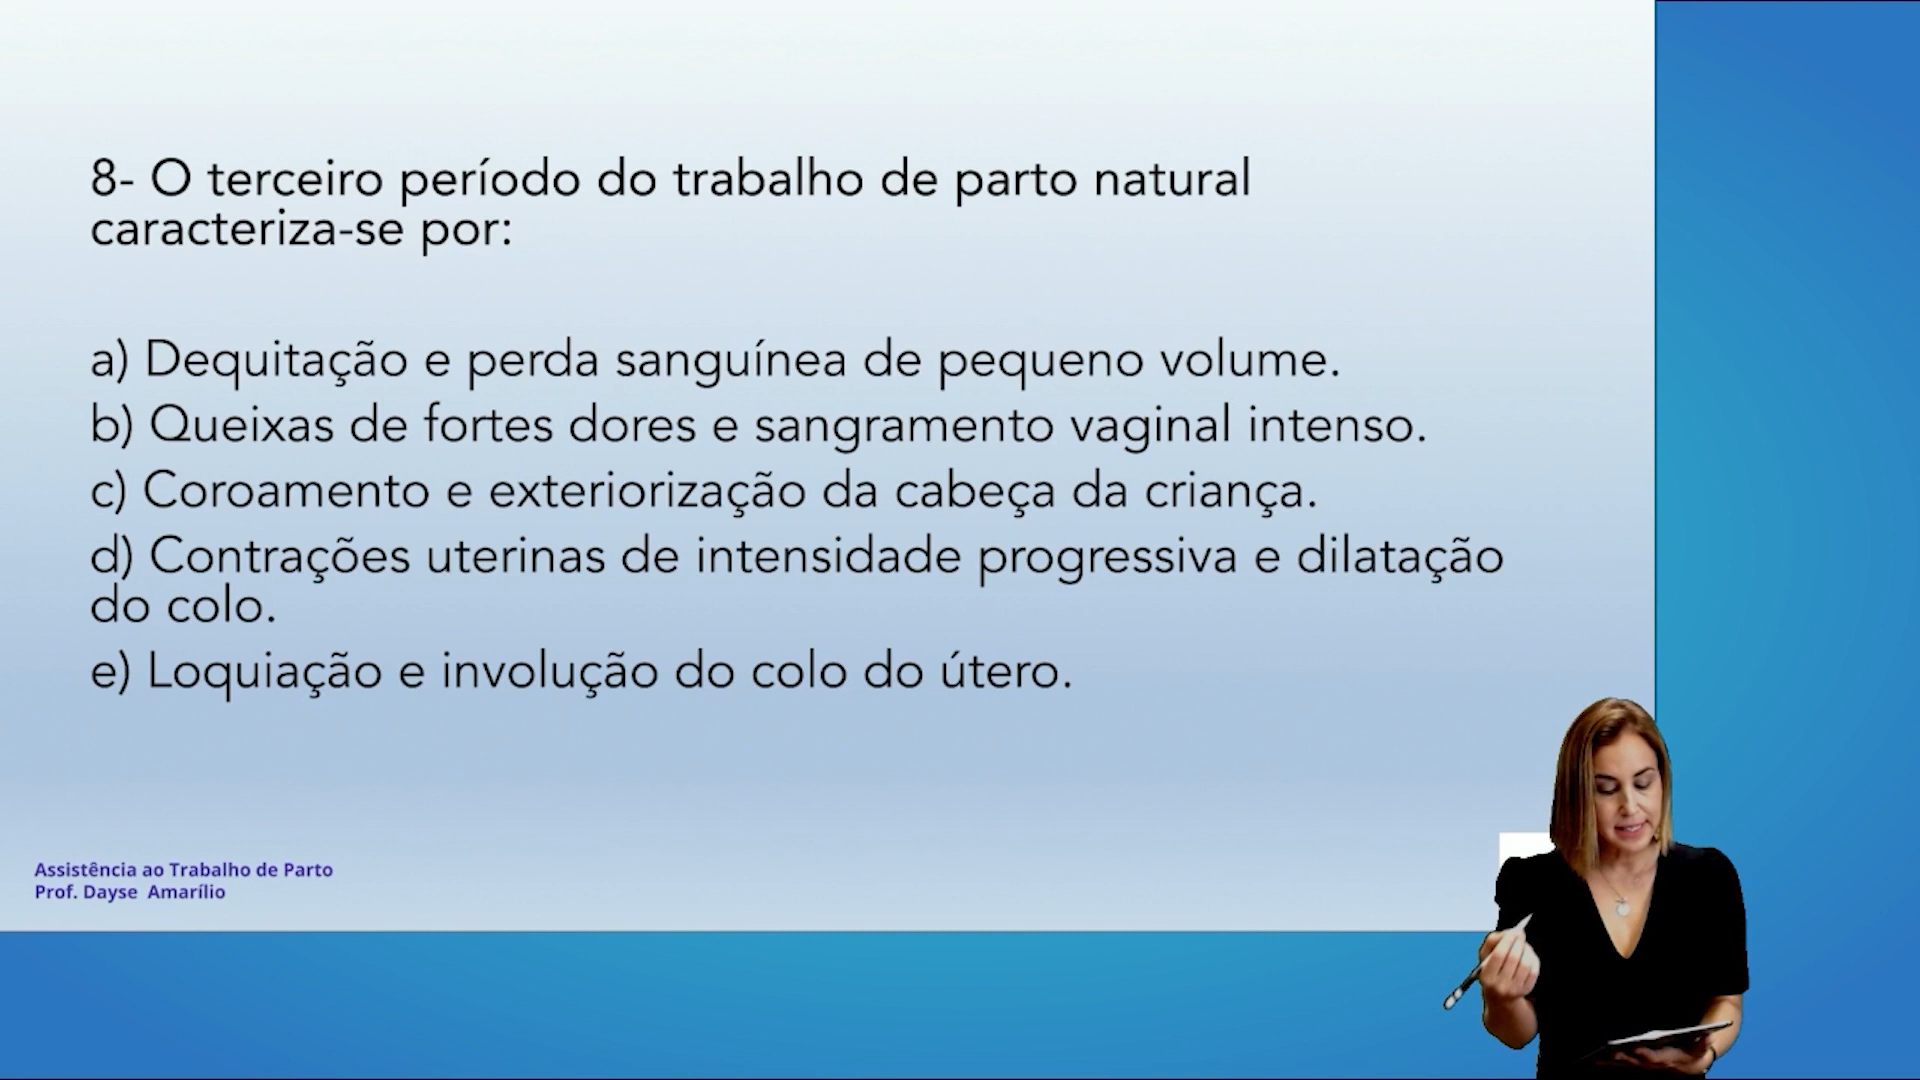 8- O terceiro período do trabalho de parto natural
caracteriza-se por:
a) Dequitação e perda sanguínea de pequeno volume.
b) Queixas de fortes dores e sangramento vaginal intenso.
c) Coroamento e exteriorização da cabeça da criança.
d) Contrações uterinas de intensidade progressiva e dilatação
do colo.
e) Loquiação e involução do colo do útero.
Assistência ao Trabalho de Parto
Prof. Dayse Amarílio